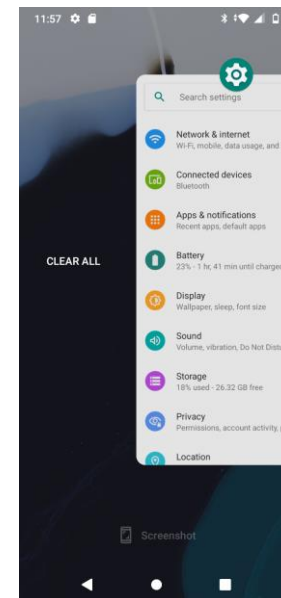 11:57
Search settings
Network & internet
Wi-Fi, mobile, data usage, and
Connected devices
Bluetooth
Apps & notifications
Recent apps, default apps
CLEAR ALL
Battery
23% - 1 hr, 41 min until charged
Display
Wallpaper, sleep, font size
Sound
Volume, vibration, Do Not Dist
Storage
18% used - 26.32 GB free
Privacy
Permissions, account activity, p
Location
Screenshot